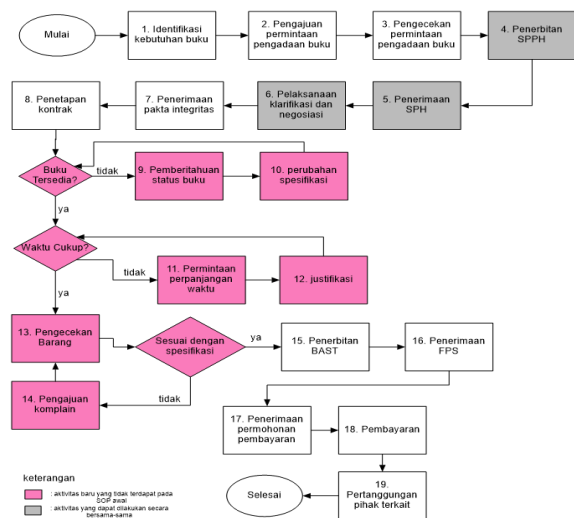 Mulai
1. Identifikasi
kebutuhan buku
2. Pengajuan
permintaan
pengadaan buku
3. Pengecekan
permintaan
pengadaan buku
4. Penerbitan
SPPH
8. Penetapan
kontrak
7. Penerimaan
pakta integritas
6. Pelaksanaan
klarifikasi dan
negosiasi
5. Penerimaan
SPH
Buku
Tersedia?
tidak
9. Pemberitahuan
status buku
10. perubahan
spesifikasi
ya
Waktu Cukup?
tidak
11. Permintaan
perpanjangan
waktu
12. justifikasi
ya
13. Pengecekan
Barang
Sesuai dengan
spesifikasi
ya
15. Penerbitan
BAST
16. Penerimaan
FPS
14. Pengajuan
komplain
tidak
17. Penerimaan
permohonan
pembayaran
18. Pembayaran
19.
Pertanggungan
pihak terkait
Selesai
keterangan
: aktivitas baru yang tidak terdapat pada
SOP awal
: aktivitas yang dapat dilakukan secara
bersama-sama